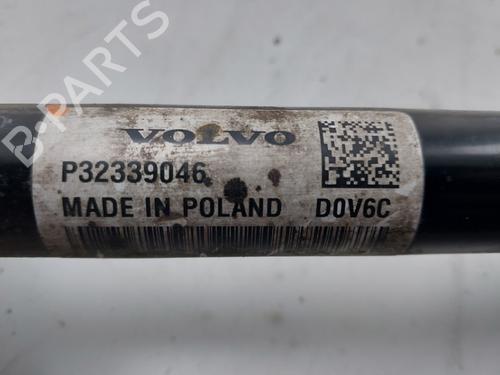 VOLVO
P32339046
MADE IN POLAND D0V6C
B-PARTS